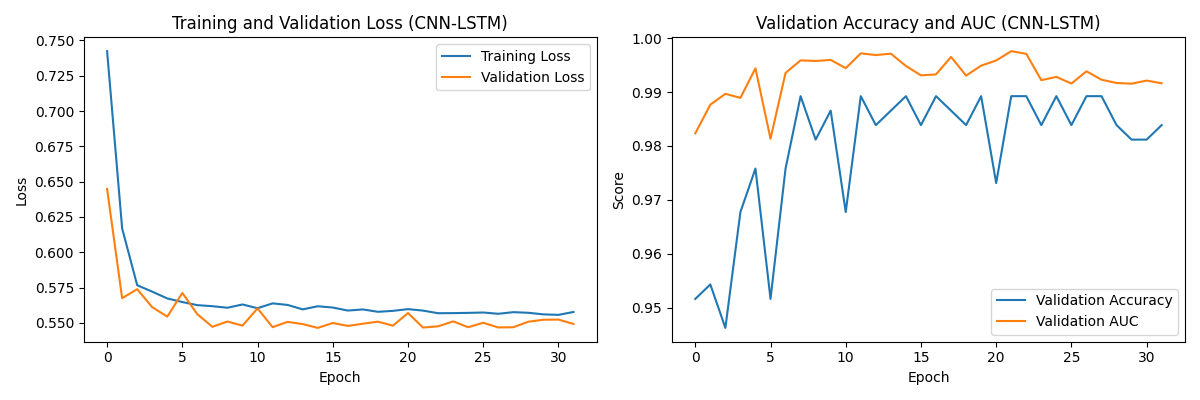 Training and Validation Loss (CNN-LSTM)
Loss
0.750
0.725
0.700
0.675
0.650
0.625
0.600
0.575
0.550
Training Loss
Validation Loss
0 5 10 15 20 25 30
Epoch
Validation Accuracy and AUC (CNN-LSTM)
Score
1.00
0.99
0.98
0.97
0.96
0.95
Validation Accuracy
Validation AUC
0 5 10 15 20 25 30
Epoch